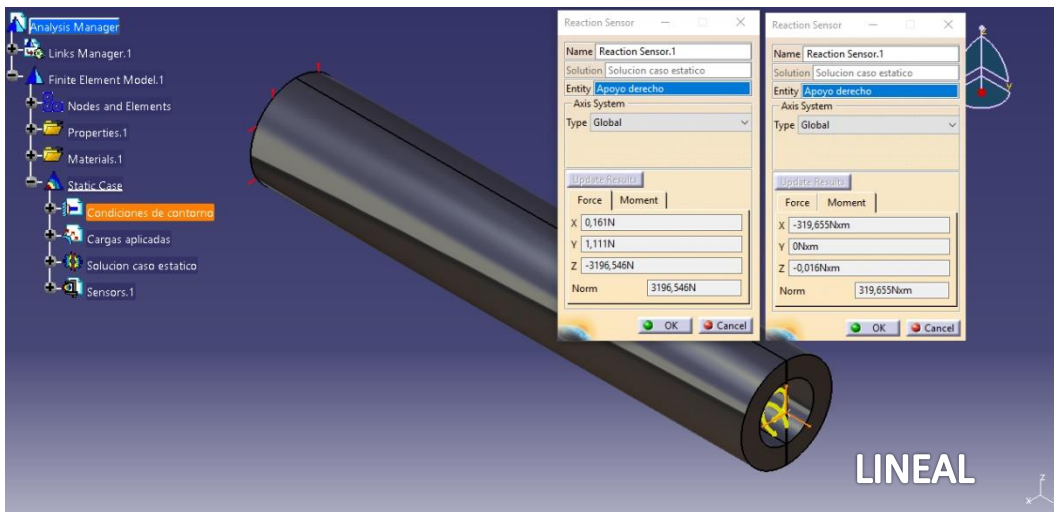 Analysis Manager
Links Manager.1
Finite Element Model.1
Nodes and Elements
Properties.1
Materials.1
Static Case
Condiciones de contorno
Cargas aplicadas
Solucion caso estatico
Sensors.1
Reaction Sensor
Name Reaction Sensor.1
Solution Solucion caso estatico
Entity Apoyo derecho
Axis System
Type Global
Update Results
Force Moment
X 0,161N
Y 1,111N
Z -3196,546N
Norm 3196,546N
OK Cancel
Reaction Sensor
Name Reaction Sensor.1
Solution Solucion caso estatico
Entity Apoyo derecho
Axis System
Type Global
Update Results
Force Moment
X -319,655Nxm
Y 0Nxm
Z -0,016Nxm
Norm 319,655Nxm
OK Cancel
z
y
LINEAL
z
x